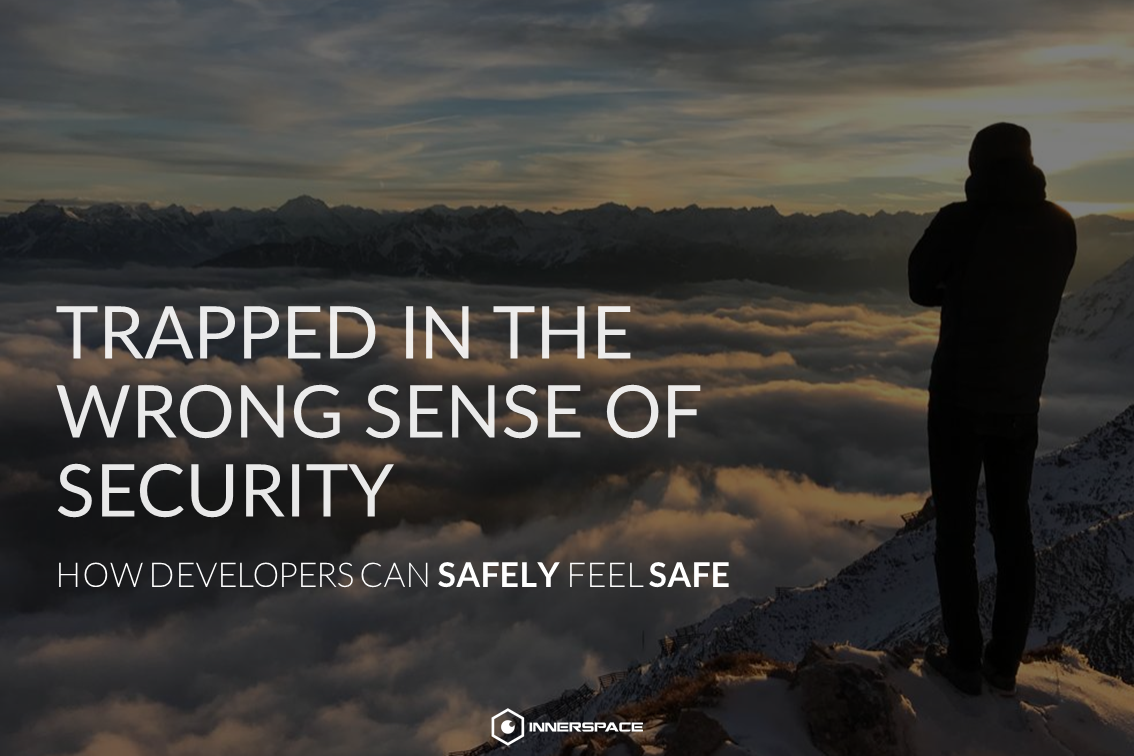 TRAPPED IN THE
WRONG SENSE OF
SECURITY
HOW DEVELOPERS CAN SAFELY FEEL SAFE
INNERSPACE